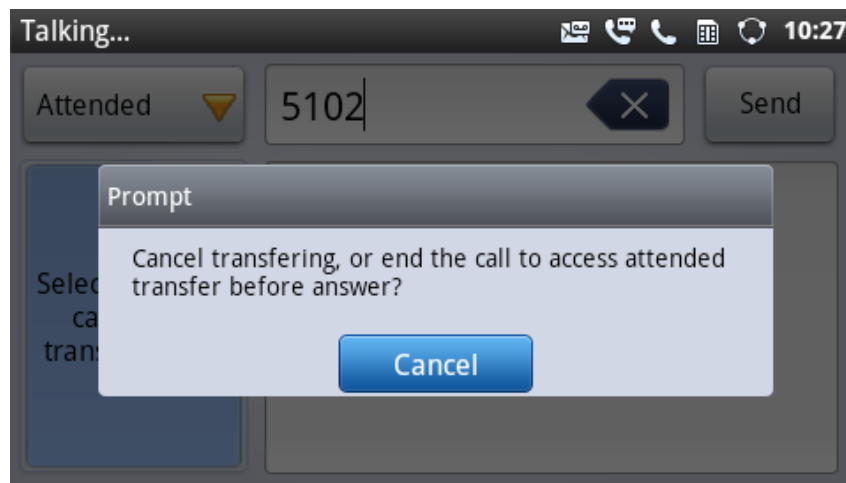 Talking...
10:27
Attended
5102
Send
Prompt
Cancel transfering, or end the call to access attended
transfer before answer?
Cancel